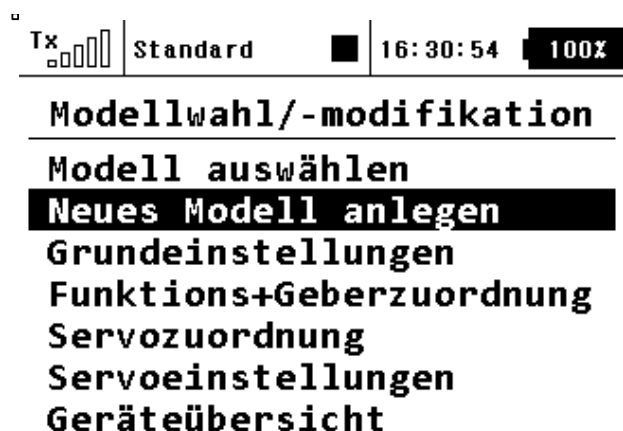 Tx Standard 16:30:54 100%
Modellwahl/-modifikation
Modell auswählen
Neues Modell anlegen
Grundeinstellungen
Funktions+Geberzuordnung
Servozuordnung
Servoeinstellungen
Geräteübersicht